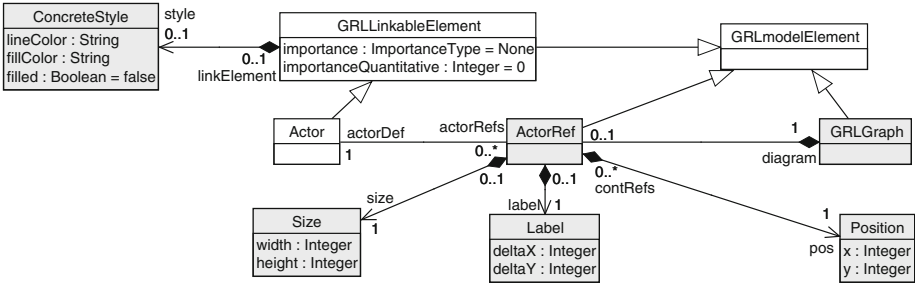 ConcreteStyle
lineColor : String
fillColor : String
filled : Boolean = false
style
0..1
0..1
linkElement
GRLLinkableElement
importance : ImportanceType = None
importanceQuantitative : Integer = 0
GRLmodelElement
Actor
actorDef
1
actorRefs
0..*
ActorRef
0..1
1
diagram
GRLGraph
0..1
size
1
0..1
label
1
0..*
contRefs
1
pos
Size
width : Integer
height : Integer
Label
deltaX : Integer
deltaY : Integer
Position
x : Integer
y : Integer